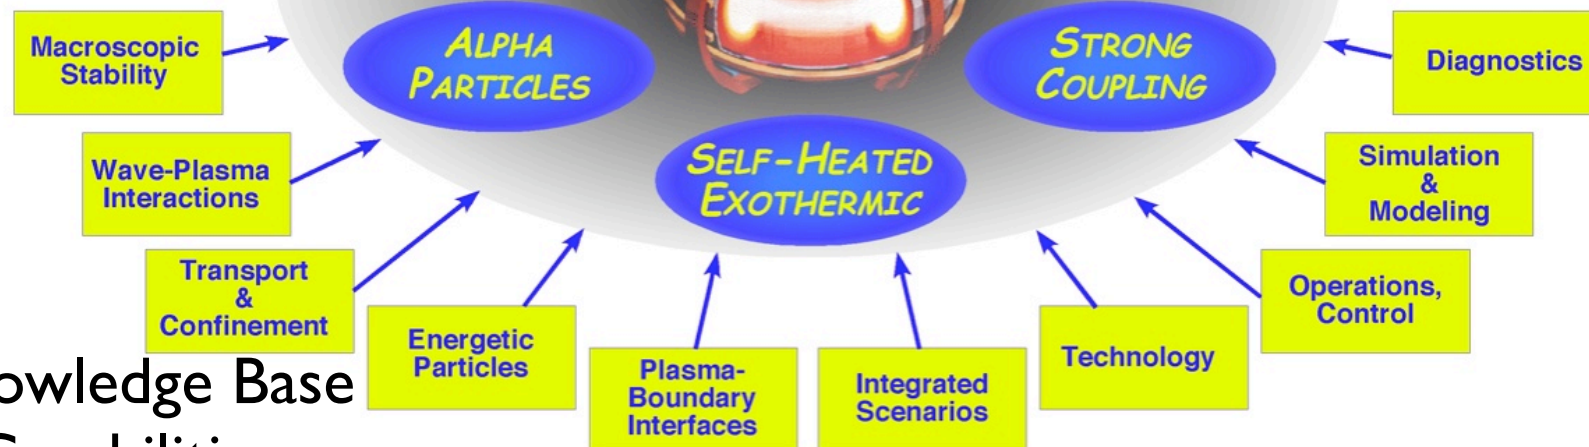 Macroscopic
Stability
ALPHA
PARTICLES
STRONG
COUPLING
Diagnostics
Wave-Plasma
Interactions
SELF-HEATED
EXOTHERMIC
Simulation
&
Modeling
Transport
&
Confinement
Operations,
Control
Energetic
Particles
Plasma-
Boundary
Interfaces
Integrated
Scenarios
Technology
owledge Base